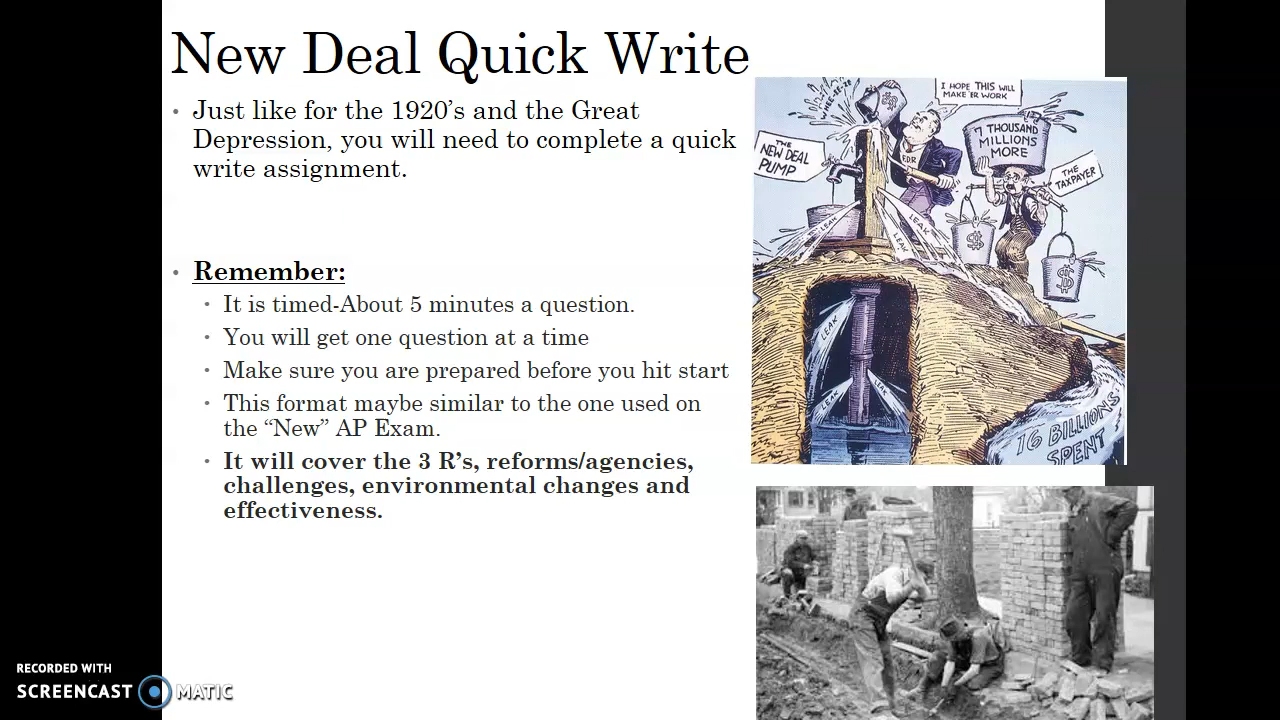 New Deal Quick Write
Just like for the 1920's and the Great
Depression, you will need to complete a quick
write assignment.
Remember:
It is timed-About 5 minutes a question.
You will get one question at a time
Make sure you are prepared before you hit start
This format maybe similar to the one used on
the “New” AP Exam.
It will cover the 3 R's, reforms/agencies,
challenges, environmental changes and
effectiveness.
I HOPE THIS WILL
MAKE 'ER WORK
THE
NEW DEAL
PUMP
FDR
7 THOUSAND
MILLIONS
MORE
THE
TAXPAYER
$
$
LEAK
LEAK
LEAK
LEAK
LEAK
LEAK
16 BILLIONS
SPENT
RECORDED WITH
SCREENCAST MATIC